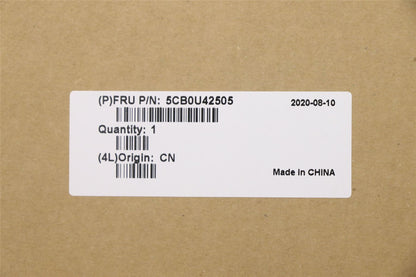 (P)FRU P/N: 5CB0U42505
2020-08-10
Quantity: 1
(4L)Origin: CN
Made in CHINA